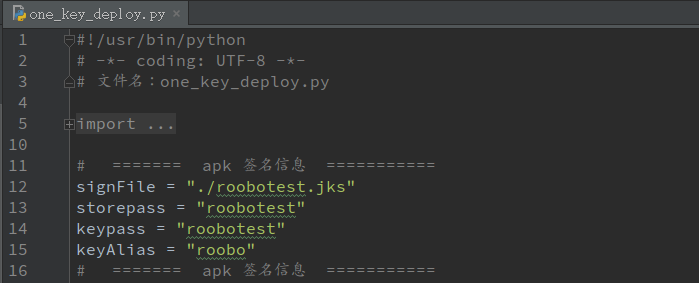 one_key_deploy.py ×
1 #!/usr/bin/python
2 # -*- coding: UTF-8 -*-
3 # 文件名：one_key_deploy.py
4
5 import ...
10
11 #  =======  apk 签名信息  ===========
12 signFile = "./roobotest.jks"
13 storepass = "roobotest"
14 keypass = "roobotest"
15 keyAlias = "roobo"
16 #  =======  apk 签名信息  ===========